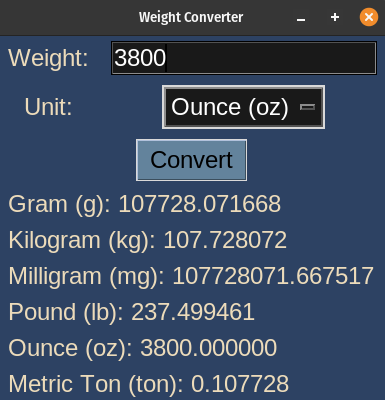 Weight Converter
Weight: 3800
Unit: Ounce (oz)
Convert
Gram (g): 107728.071668
Kilogram (kg): 107.728072
Milligram (mg): 107728071.667517
Pound (lb): 237.499461
Ounce (oz): 3800.000000
Metric Ton (ton): 0.107728